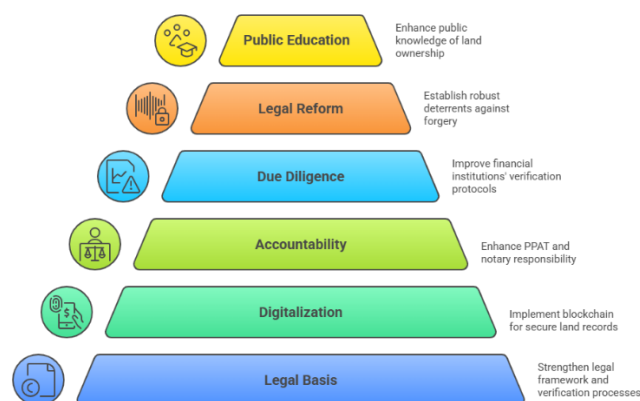 Public Education
Enhance public
knowledge of land
ownership
Legal Reform
Establish robust
deterrents against
forgery
Due Diligence
Improve financial
institutions' verification
protocols
Accountability
Enhance PPAT and
notary responsibility
Digitalization
Implement blockchain
for secure land records
Legal Basis
Strengthen legal
framework and
verification processes